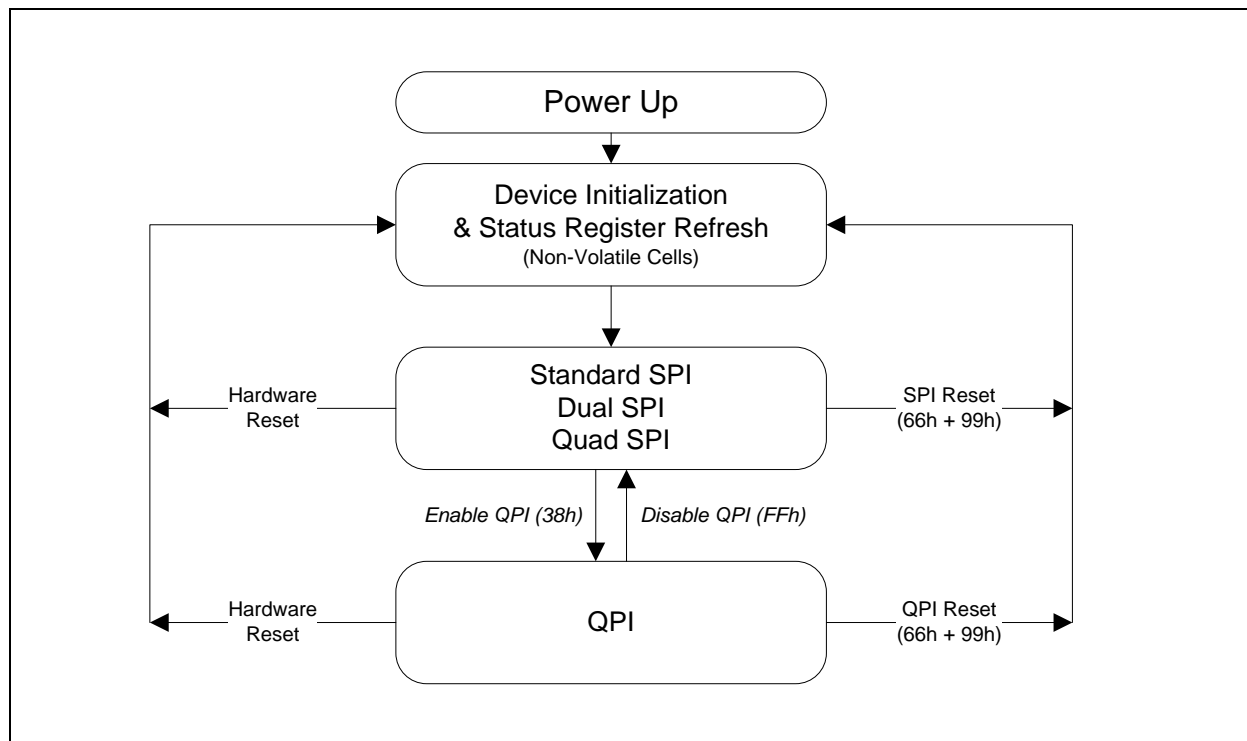 Power Up
Device Initialization
& Status Register Refresh
(Non-Volatile Cells)
Standard SPI
Dual SPI
Quad SPI
Hardware
Reset
SPI Reset
(66h + 99h)
Enable QPI (38h)
Disable QPI (FFh)
Hardware
Reset
QPI
QPI Reset
(66h + 99h)